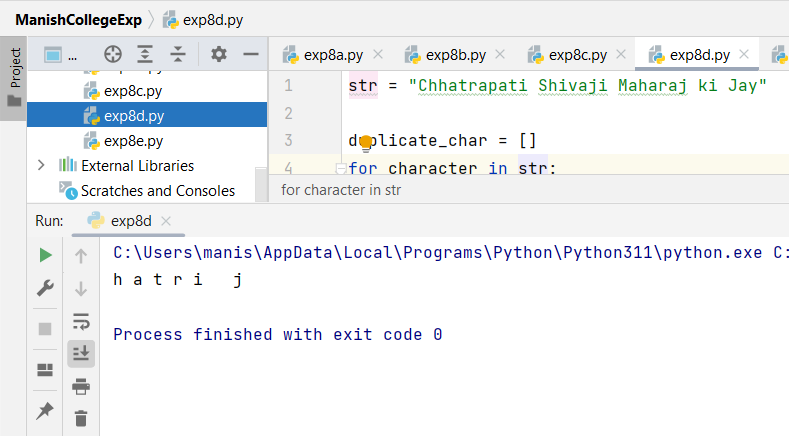 ManishCollegeExp exp8d.py
Project
...
exp8c.py
exp8d.py
exp8e.py
External Libraries
Scratches and Consoles
exp8a.py exp8b.py exp8c.py exp8d.py
1 str = "Chhatrapati Shivaji Maharaj ki Jay"
2
3 duplicate_char = []
4 for character in str:
for character in str
Run: exp8d
C:\Users\manis\AppData\Local\Programs\Python\Python311\python.exe C:
h a t r i   j
Process finished with exit code 0